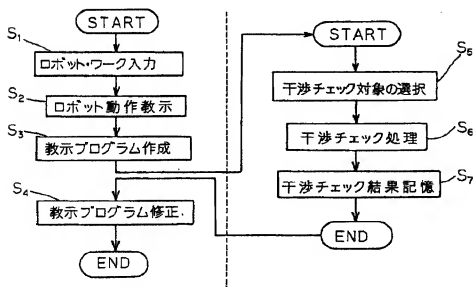 START
S1
ロボット・ワーク入力
S2
ロボット動作教示
S3
教示プログラム作成
S4
教示プログラム修正.
END
START
S5
干渉チェック対象の選択
S6
干渉チェック処理
S7
干渉チェック結果記憶
END